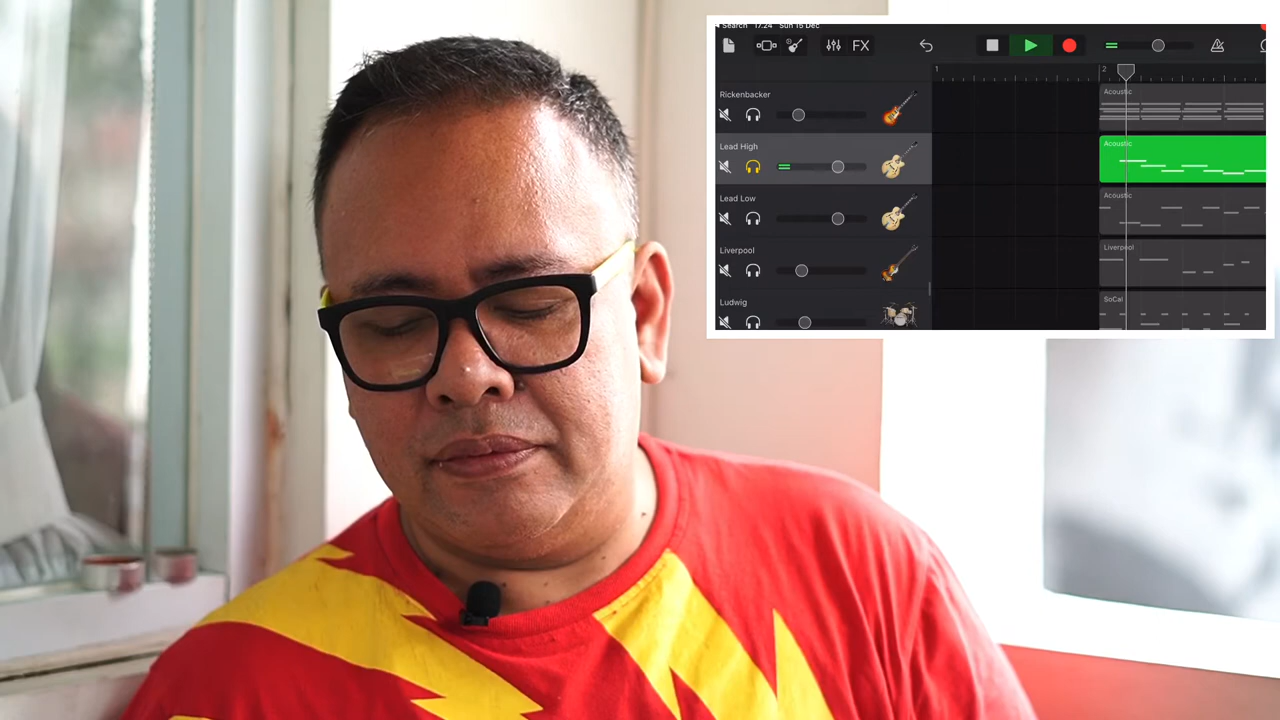 Search 17.24 Sun 15 Dec
FX
1 2
Rickenbacker
Acoustic
Lead High
Acoustic
Lead Low
Acoustic
Liverpool
Liverpool
Ludwig
SoCal